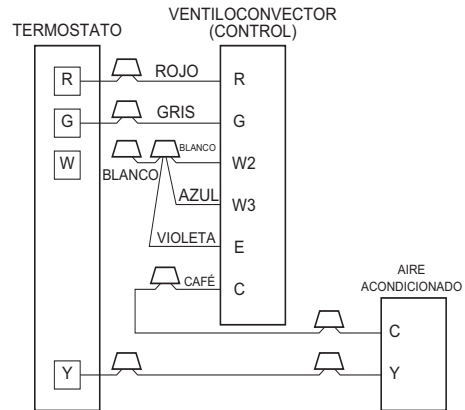 VENTILOCONVECTOR
(CONTROL)
TERMOSTATO
R
ROJO
R
G
GRIS
G
W
BLANCO
BLANCO
W2
AZUL
W3
VIOLETA
E
CAFÉ
C
AIRE
ACONDICIONADO
C
Y
Y